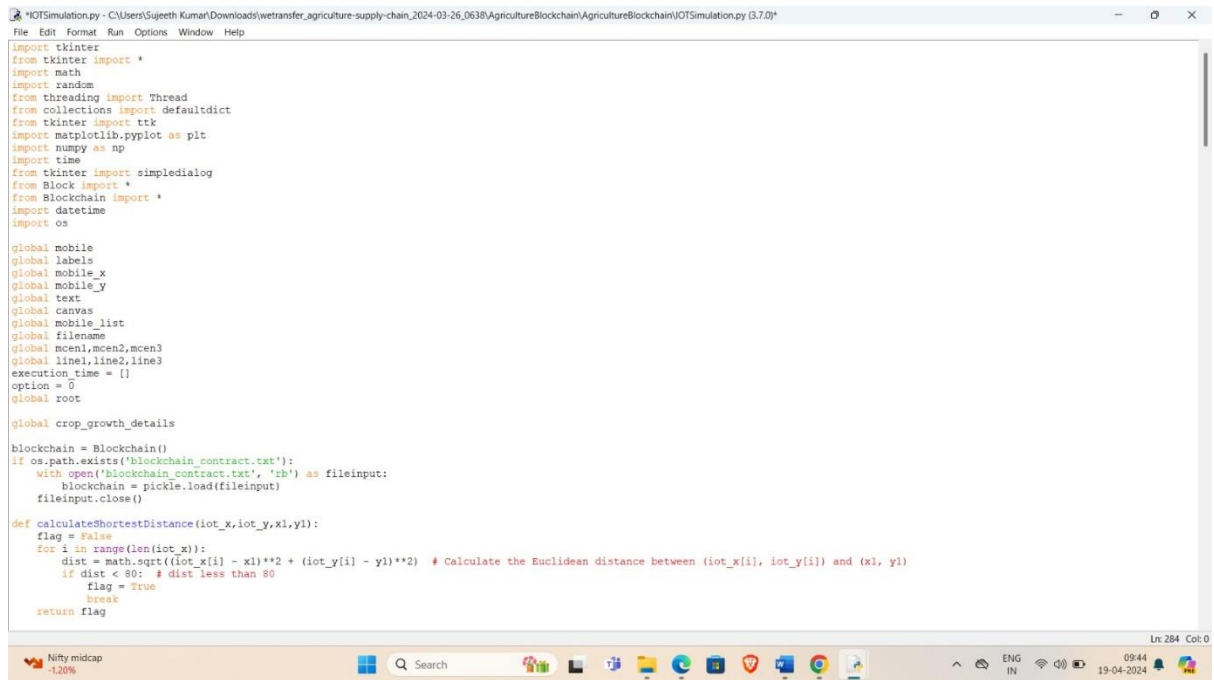 *IOTSimulation.py - C:\Users\Sujeeth Kumar\Downloads\wetransfer_agriculture-supply-chain_2024-03-26_0638\AgricultureBlockchain\AgricultureBlockchain\IOTSimulation.py (3.7.0)*
File Edit Format Run Options Window Help
import tkinter
from tkinter import *
import math
import random
from threading import Thread
from collections import defaultdict
from tkinter import ttk
import matplotlib.pyplot as plt
import numpy as np
import time
from tkinter import simpledialog
from Block import *
from Blockchain import *
import datetime
import os

global mobile
global labels
global mobile_x
global mobile_y
global text
global canvas
global mobile_list
global filename
global mcen1,mcen2,mcen3
global line1,line2,line3
execution_time = []
option = 0
global root

global crop_growth_details

blockchain = Blockchain()
if os.path.exists('blockchain_contract.txt'):
    with open('blockchain_contract.txt', 'rb') as fileinput:
        blockchain = pickle.load(fileinput)
    fileinput.close()

def calculateShortestDistance(iot_x,iot_y,x1,y1):
    flag = False
    for i in range(len(iot_x)):
        dist = math.sqrt((iot_x[i] - x1)**2 + (iot_y[i] - y1)**2)  # Calculate the Euclidean distance between (iot_x[i], iot_y[i]) and (x1, y1)
        if dist < 80:  # dist less than 80
            flag = True
            break
    return flag
Ln: 284 Col: 0
Nifty midcap
-1.20%
Search
ENG
IN
09:44
19-04-2024
PRE